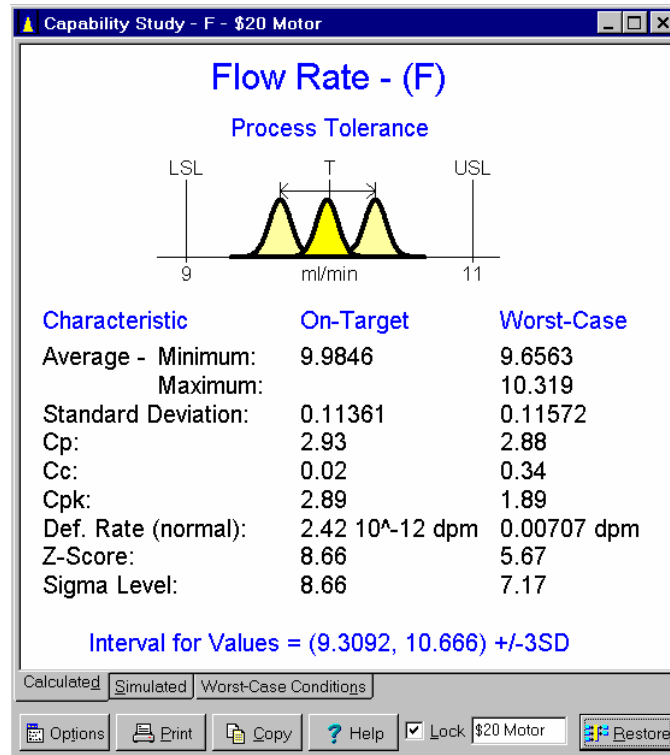 Capability Study - F - $20 Motor
Flow Rate - (F)
Process Tolerance
LSL T USL
9 ml/min 11
Characteristic On-Target Worst-Case
Average - Minimum: 9.9846 9.6563
Maximum: 10.319
Standard Deviation: 0.11361 0.11572
Cp: 2.93 2.88
Cc: 0.02 0.34
Cpk: 2.89 1.89
Def. Rate (normal): 2.42 10^-12 dpm 0.00707 dpm
Z-Score: 8.66 5.67
Sigma Level: 8.66 7.17
Interval for Values = (9.3092, 10.666) +/-3SD
Calculated Simulated Worst-Case Conditions
Options Print Copy ? Help Lock $20 Motor Restore